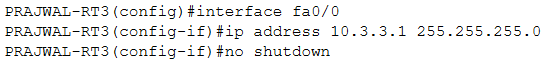 PRAJWAL-RT3(config)#interface fa0/0
PRAJWAL-RT3(config-if)#ip address 10.3.3.1 255.255.255.0
PRAJWAL-RT3(config-if)#no shutdown